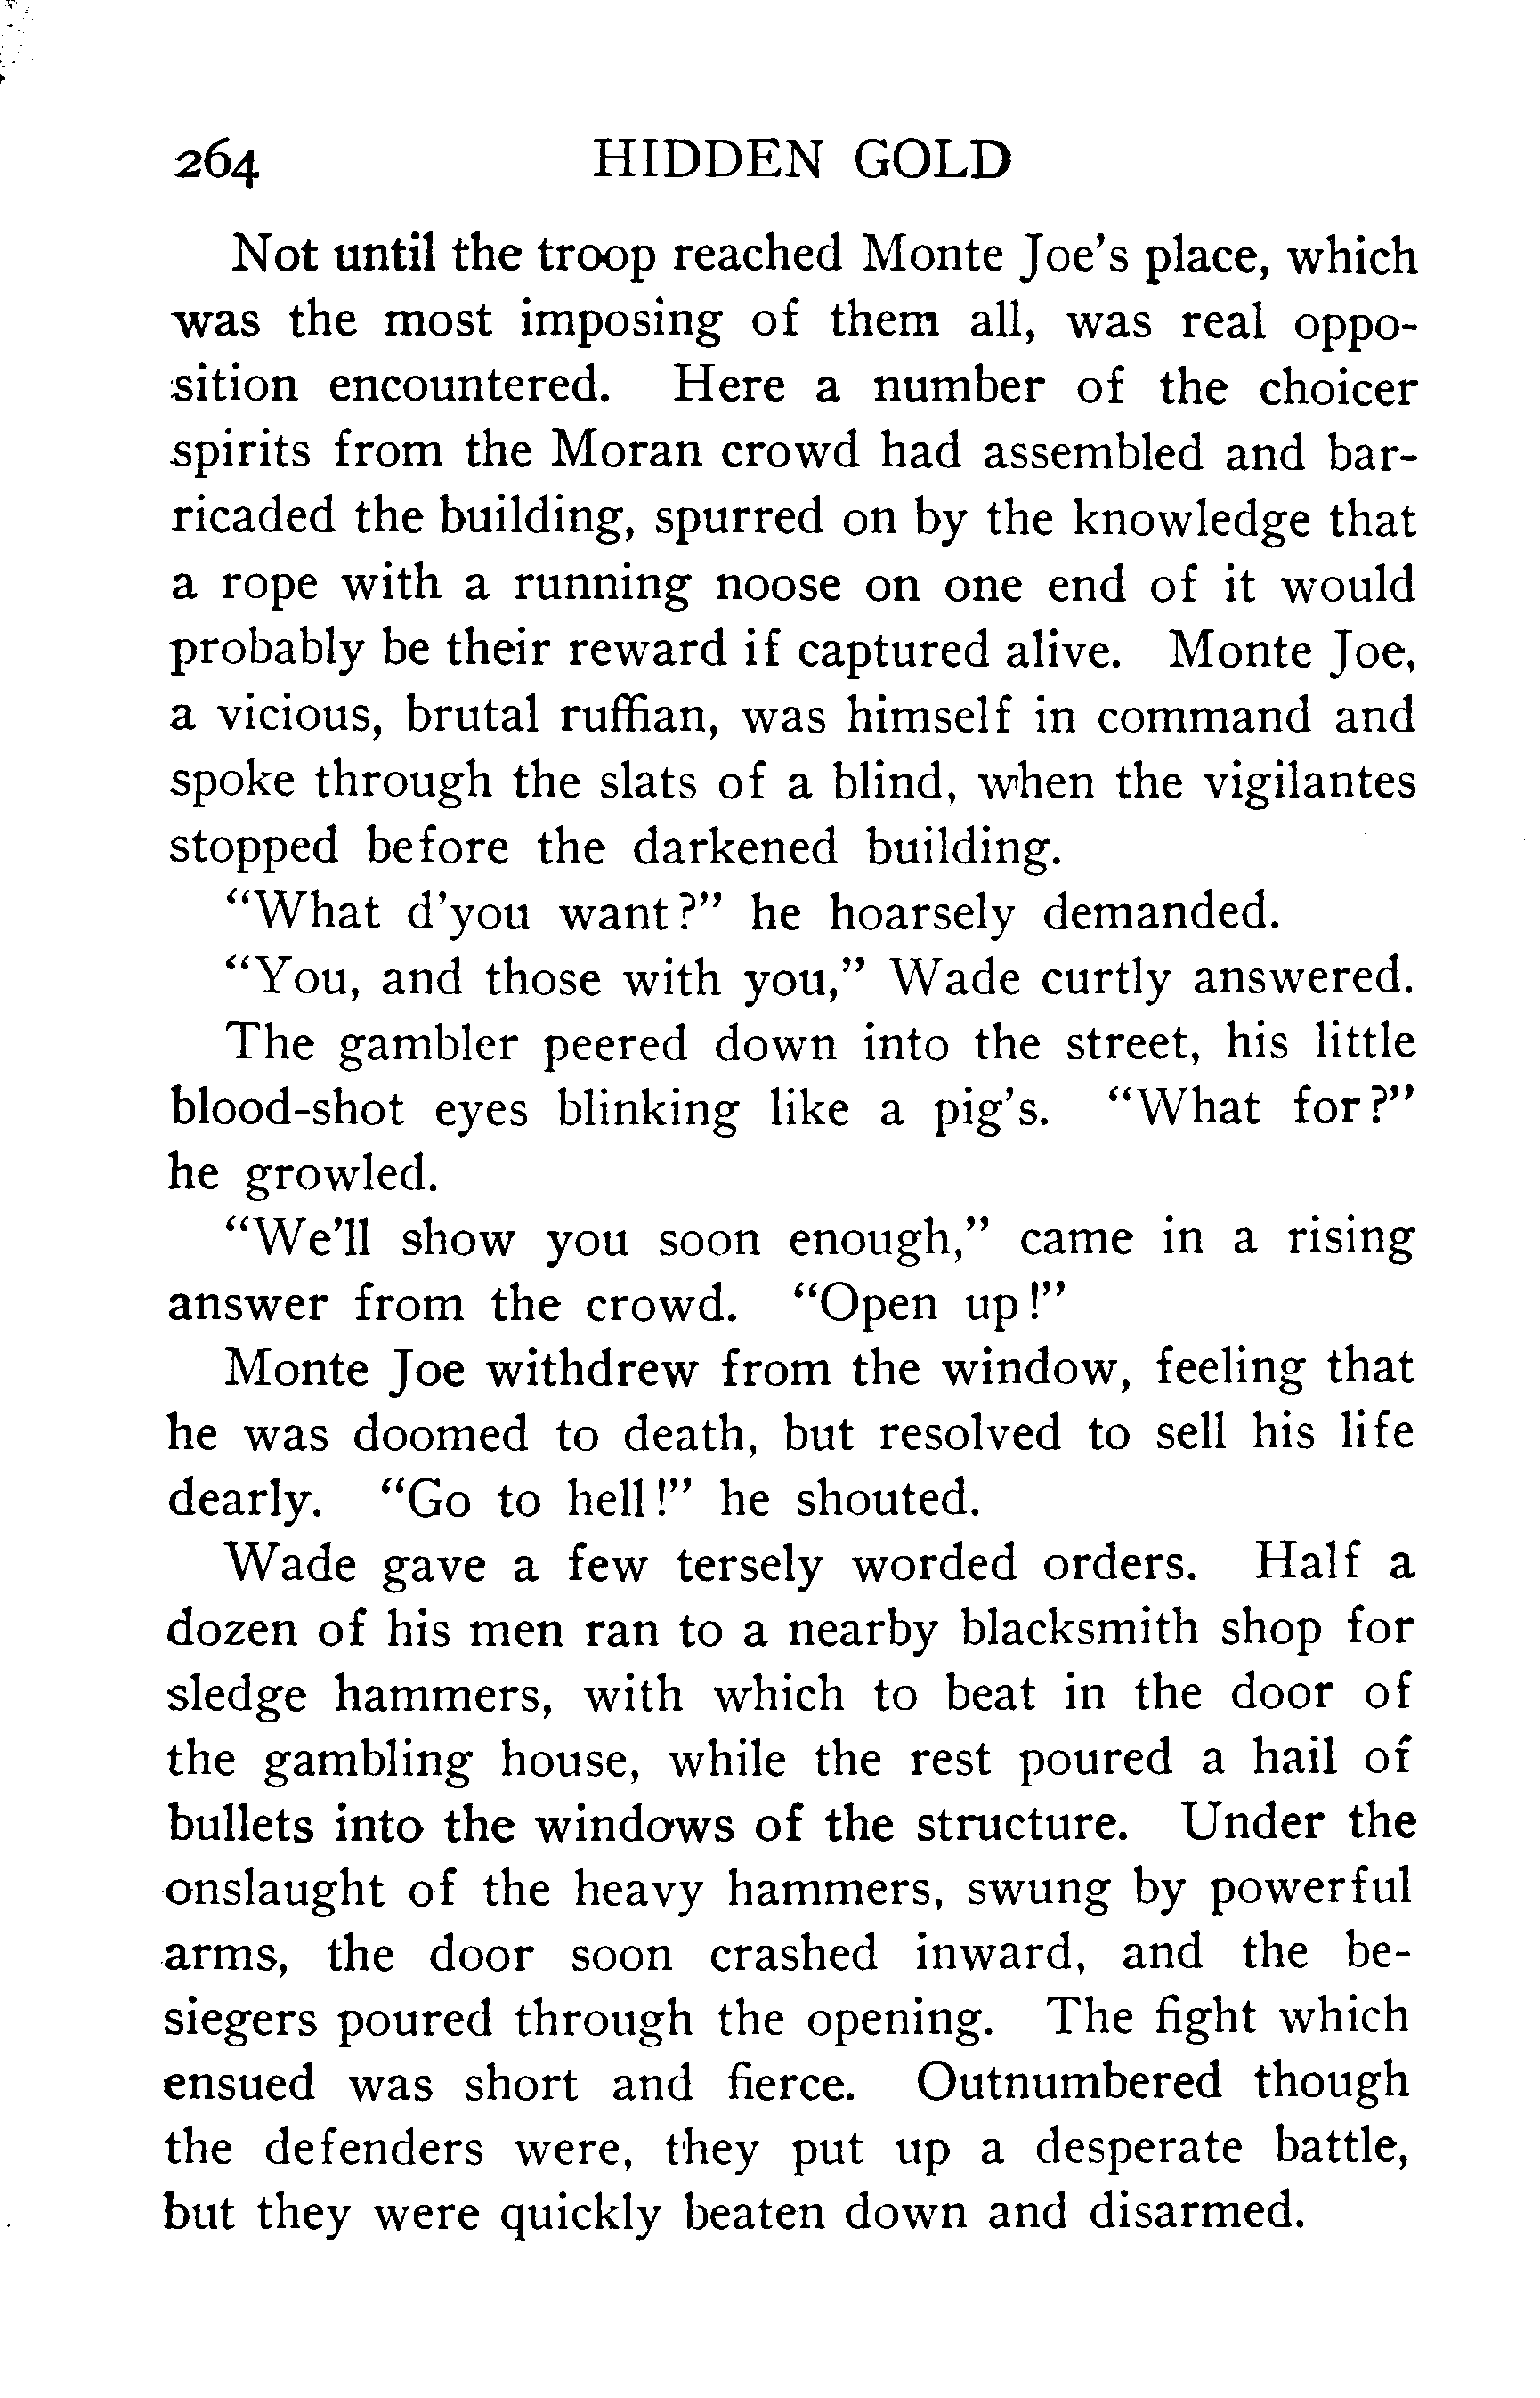 264 HIDDEN GOLD
Not until the troop reached Monte Joe's place, which
was the most imposing of them all, was real oppo-
sition encountered. Here a number of the choicer
spirits from the Moran crowd had assembled and bar-
ricaded the building, spurred on by the knowledge that
a rope with a running noose on one end of it would
probably be their reward if captured alive. Monte Joe,
a vicious, brutal ruffian, was himself in command and
spoke through the slats of a blind, when the vigilantes
stopped before the darkened building.
"What d'you want?" he hoarsely demanded.
"You, and those with you," Wade curtly answered.
The gambler peered down into the street, his little
blood-shot eyes blinking like a pig's. "What for?"
he growled.
"We'll show you soon enough," came in a rising
answer from the crowd. "Open up!"
Monte Joe withdrew from the window, feeling that
he was doomed to death, but resolved to sell his life
dearly. "Go to hell!" he shouted.
Wade gave a few tersely worded orders. Half a
dozen of his men ran to a nearby blacksmith shop for
sledge hammers, with which to beat in the door of
the gambling house, while the rest poured a hail of
bullets into the windows of the structure. Under the
onslaught of the heavy hammers, swung by powerful
arms, the door soon crashed inward, and the be-
siegers poured through the opening. The fight which
ensued was short and fierce. Outnumbered though
the defenders were, they put up a desperate battle,
but they were quickly beaten down and disarmed.